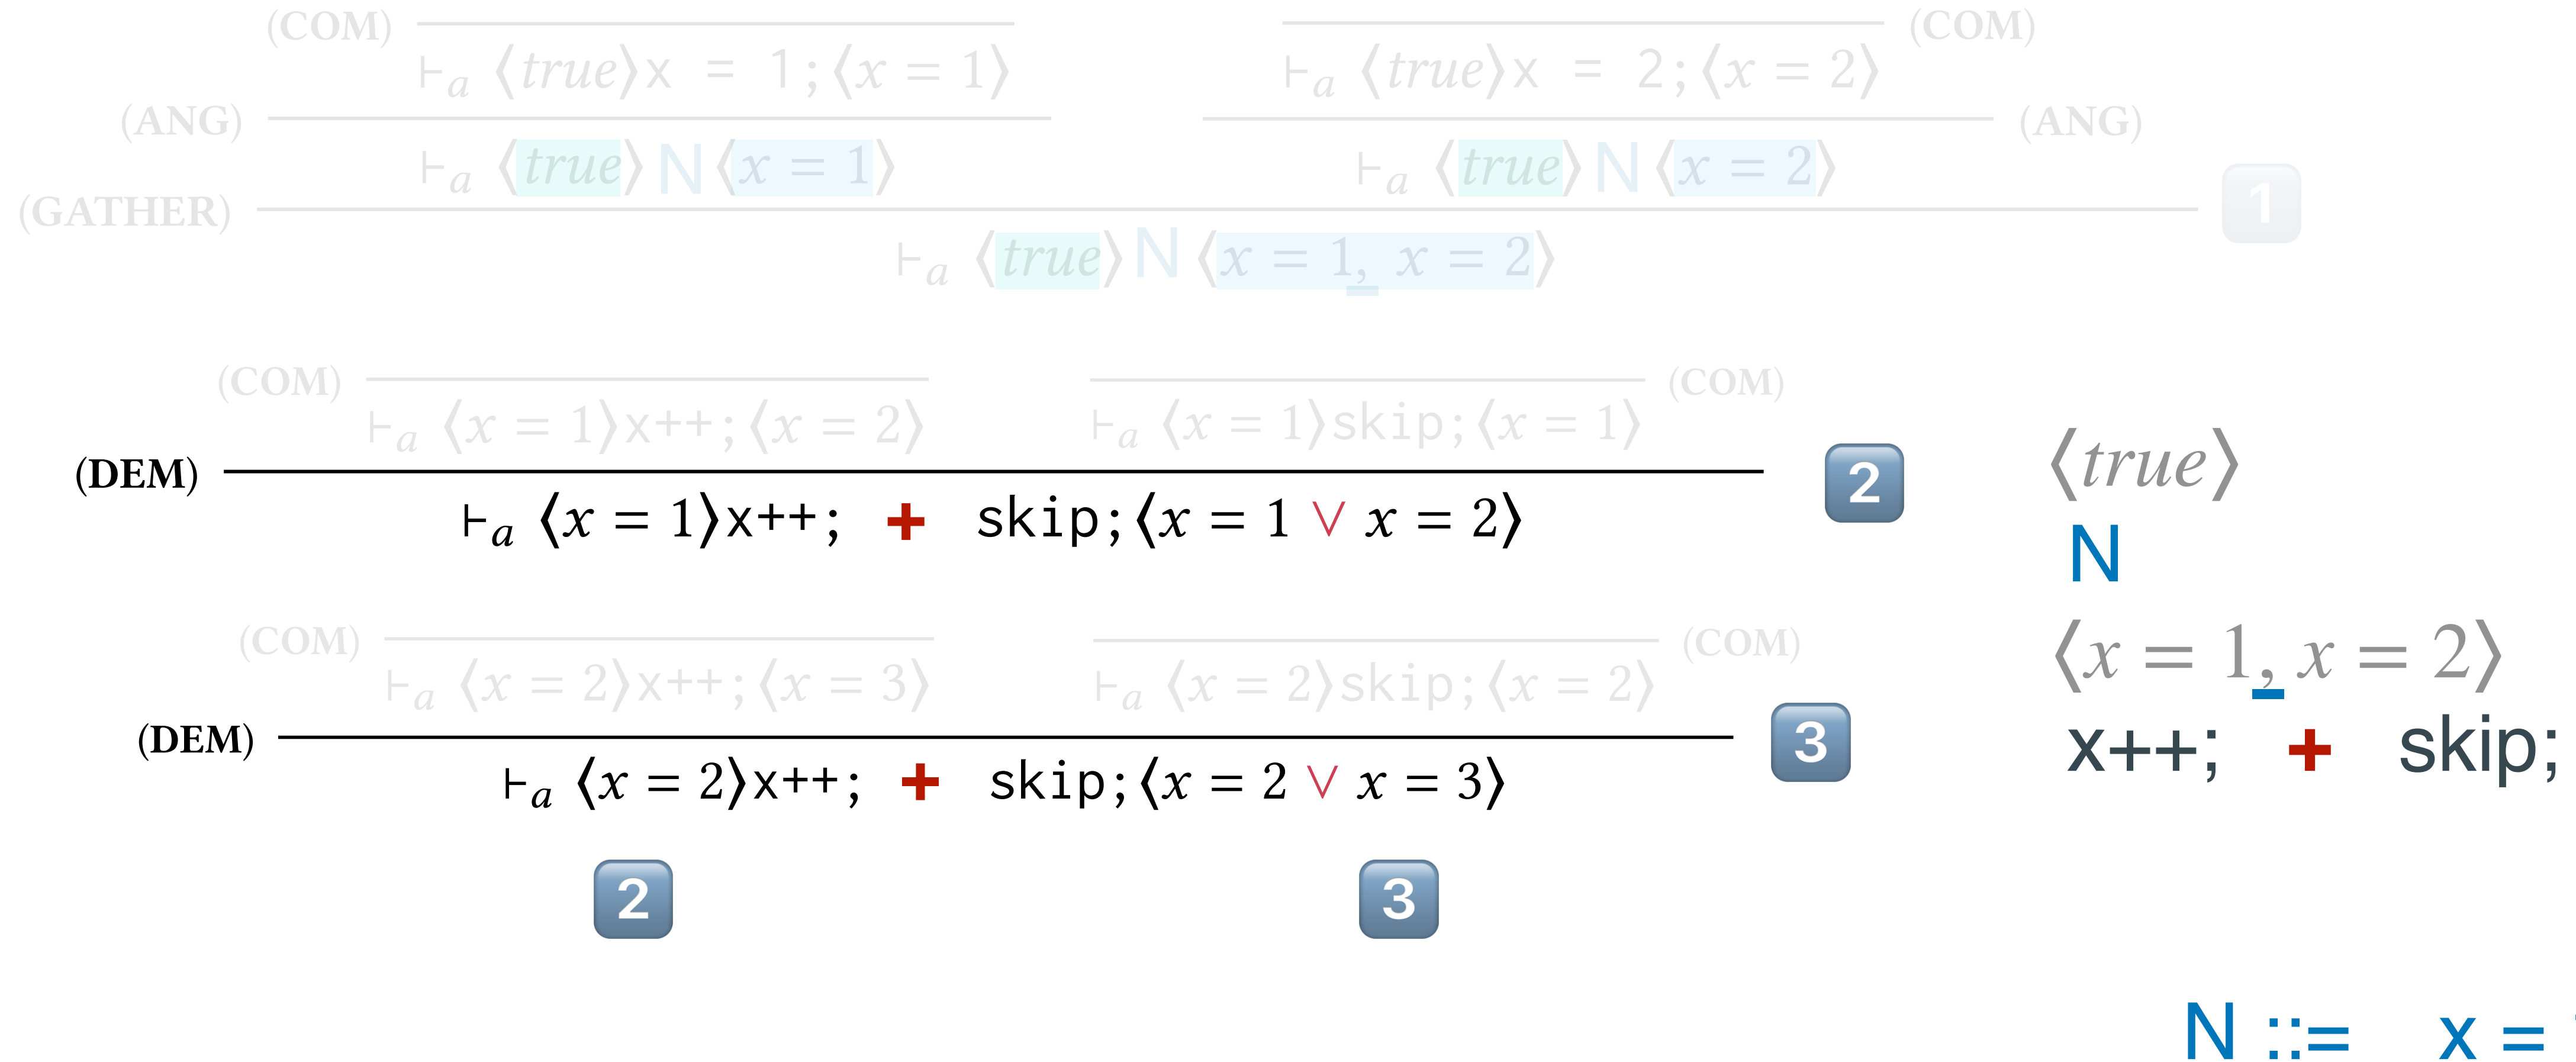 (COM) (COM)
⊢a ⟨true⟩x = 1;⟨x = 1⟩ ⊢a ⟨true⟩x = 2;⟨x = 2⟩
(ANG) (ANG)
⊢a ⟨true⟩ N ⟨x = 1⟩ ⊢a ⟨true⟩ N ⟨x = 2⟩
(GATHER) 1
⊢a ⟨true⟩ N ⟨x = 1, x = 2⟩
(COM) (COM)
⊢a ⟨x = 1⟩x++;⟨x = 2⟩ ⊢a ⟨x = 1⟩skip;⟨x = 1⟩
(DEM) 2
⊢a ⟨x = 1⟩x++; + skip;⟨x = 1 ∨ x = 2⟩
(COM) (COM)
⊢a ⟨x = 2⟩x++;⟨x = 3⟩ ⊢a ⟨x = 2⟩skip;⟨x = 2⟩
(DEM) 3
⊢a ⟨x = 2⟩x++; + skip;⟨x = 2 ∨ x = 3⟩
2 3
⟨true⟩
N
⟨x = 1, x = 2⟩
x++; + skip;
N ::= x =